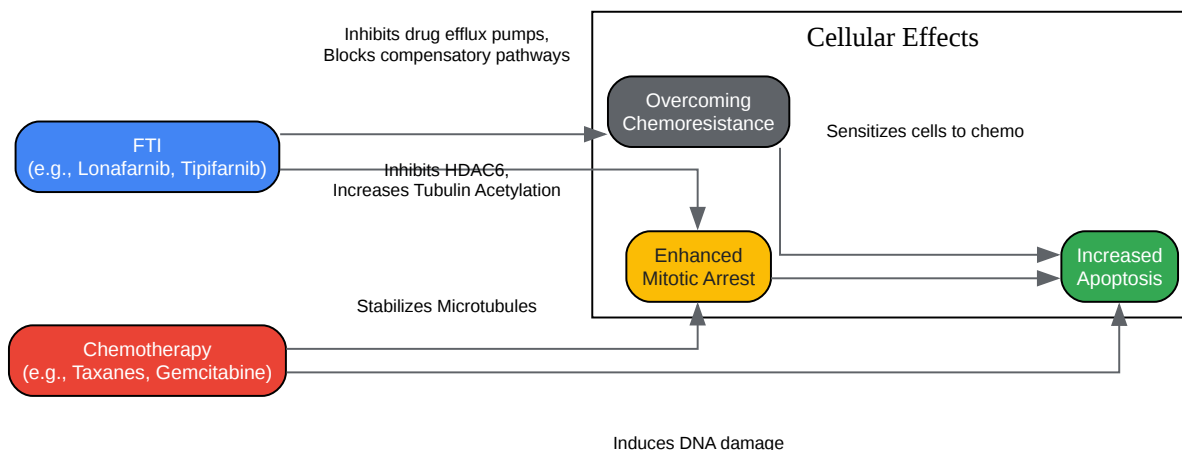 Inhibits drug efflux pumps,
Blocks compensatory pathways
Cellular Effects
Overcoming
Chemoresistance
Sensitizes cells to chemo
FTI
(e.g., Lonafarnib, Tipifarnib)
Inhibits HDAC6,
Increases Tubulin Acetylation
Enhanced
Mitotic Arrest
Increased
Apoptosis
Stabilizes Microtubules
Chemotherapy
(e.g., Taxanes, Gemcitabine)
Induces DNA damage